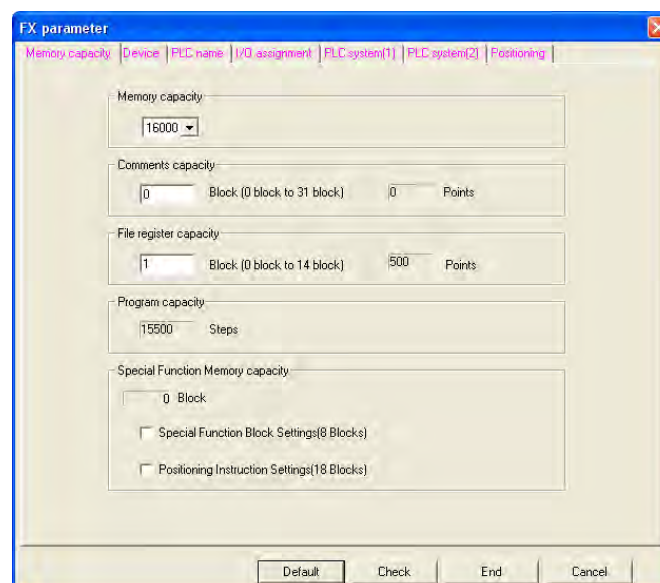 FX parameter
Memory capacity Device PLC name I/O assignment PLC system(1) PLC system(2) Positioning
Memory capacity
16000
Comments capacity
0 Block (0 block to 31 block) 0 Points
File register capacity
1 Block (0 block to 14 block) 500 Points
Program capacity
15500 Steps
Special Function Memory capacity
0 Block
Special Function Block Settings(8 Blocks)
Positioning Instruction Settings(18 Blocks)
Default Check End Cancel